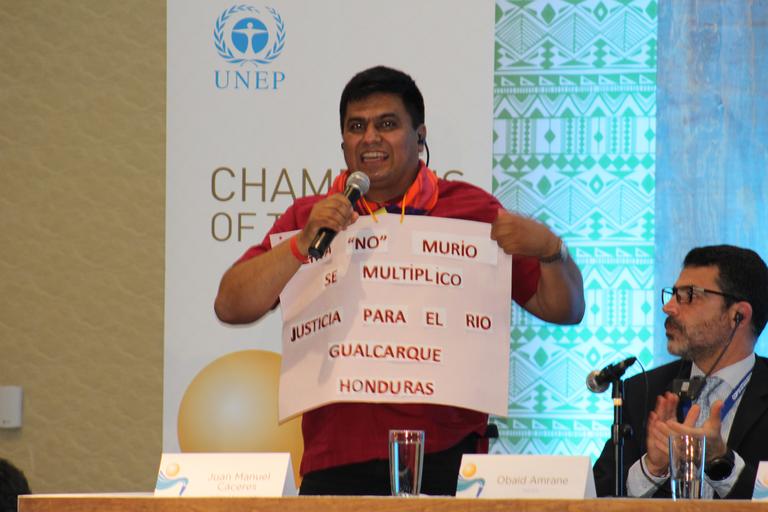 UNEP
CHAM
OF T
"NO" MURIO
SE MULTIPLICO
JUSTICIA PARA EL RIO
GUALCARQUE
HONDURAS
Juan Manuel
Caceres
Obaid Amrane